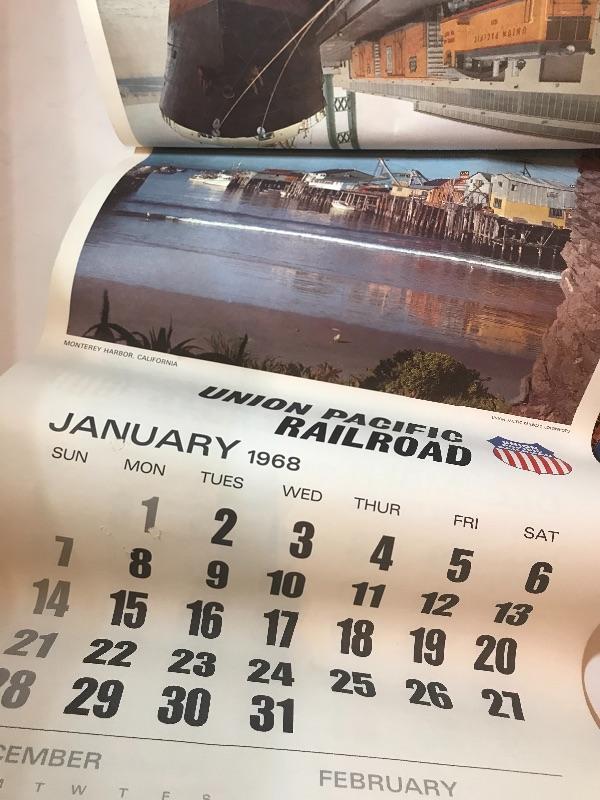 UNION PACIFIC
MONTEREY HARBOR, CALIFORNIA
UNION PACIFIC
RAILROAD
UNION
PACIFIC
JANUARY 1968
SUN MON TUES WED THUR FRI SAT
1 2 3 4 5 6
7 8 9 10 11 12 13
14 15 16 17 18 19 20
21 22 23 24 25 26 27
28 29 30 31
CEMBER FEBRUARY
T W T F S